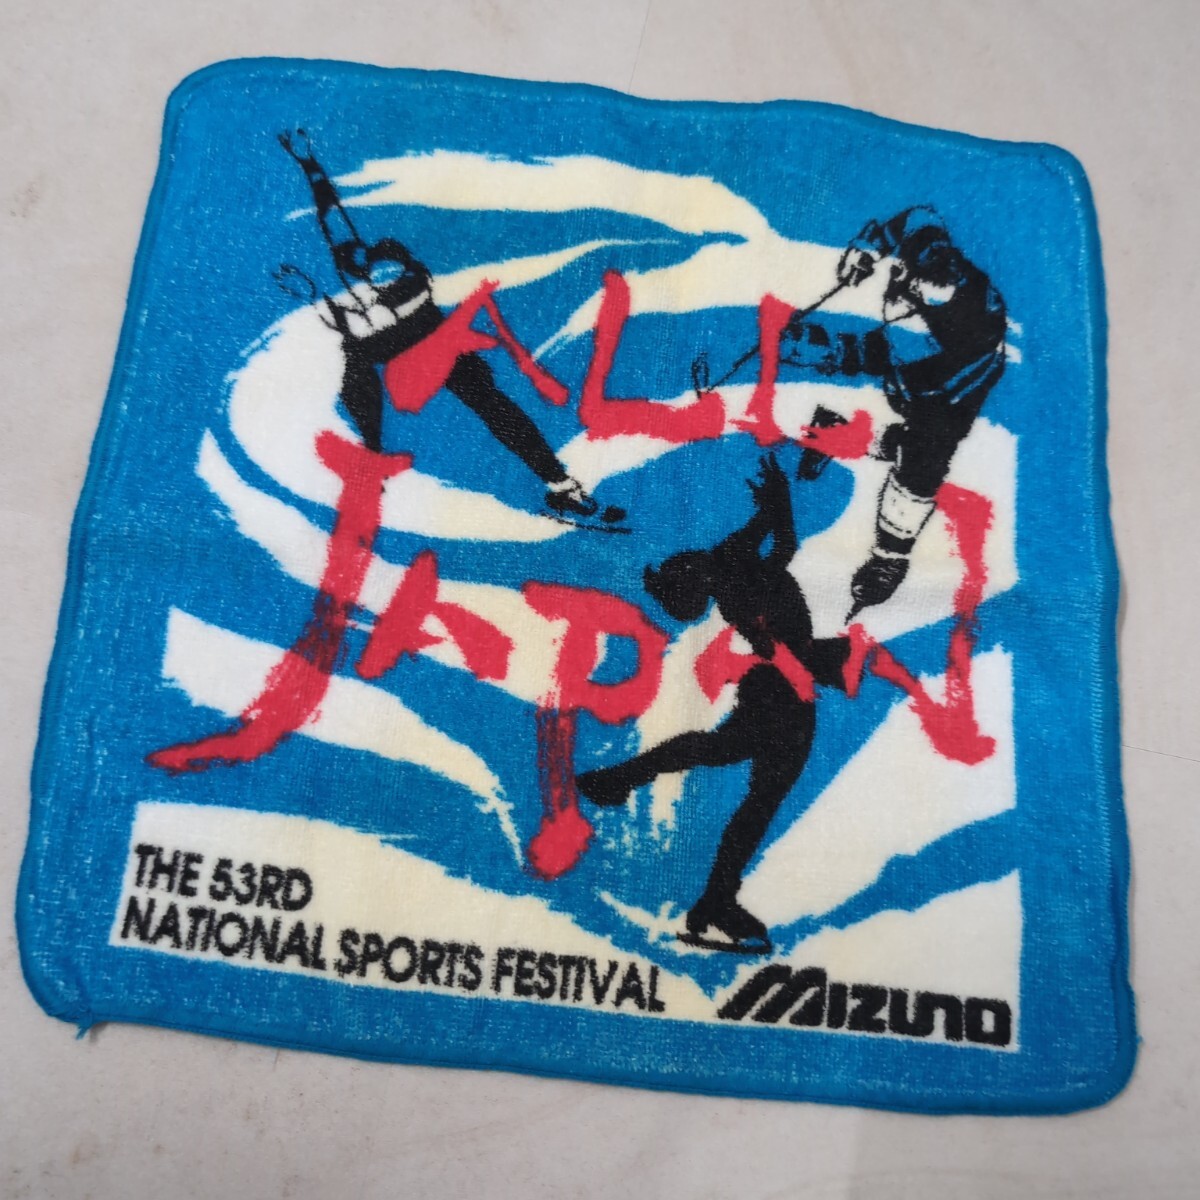 ALL
JAPAN
THE 53RD
NATIONAL SPORTS FESTIVAL
MIZUNO